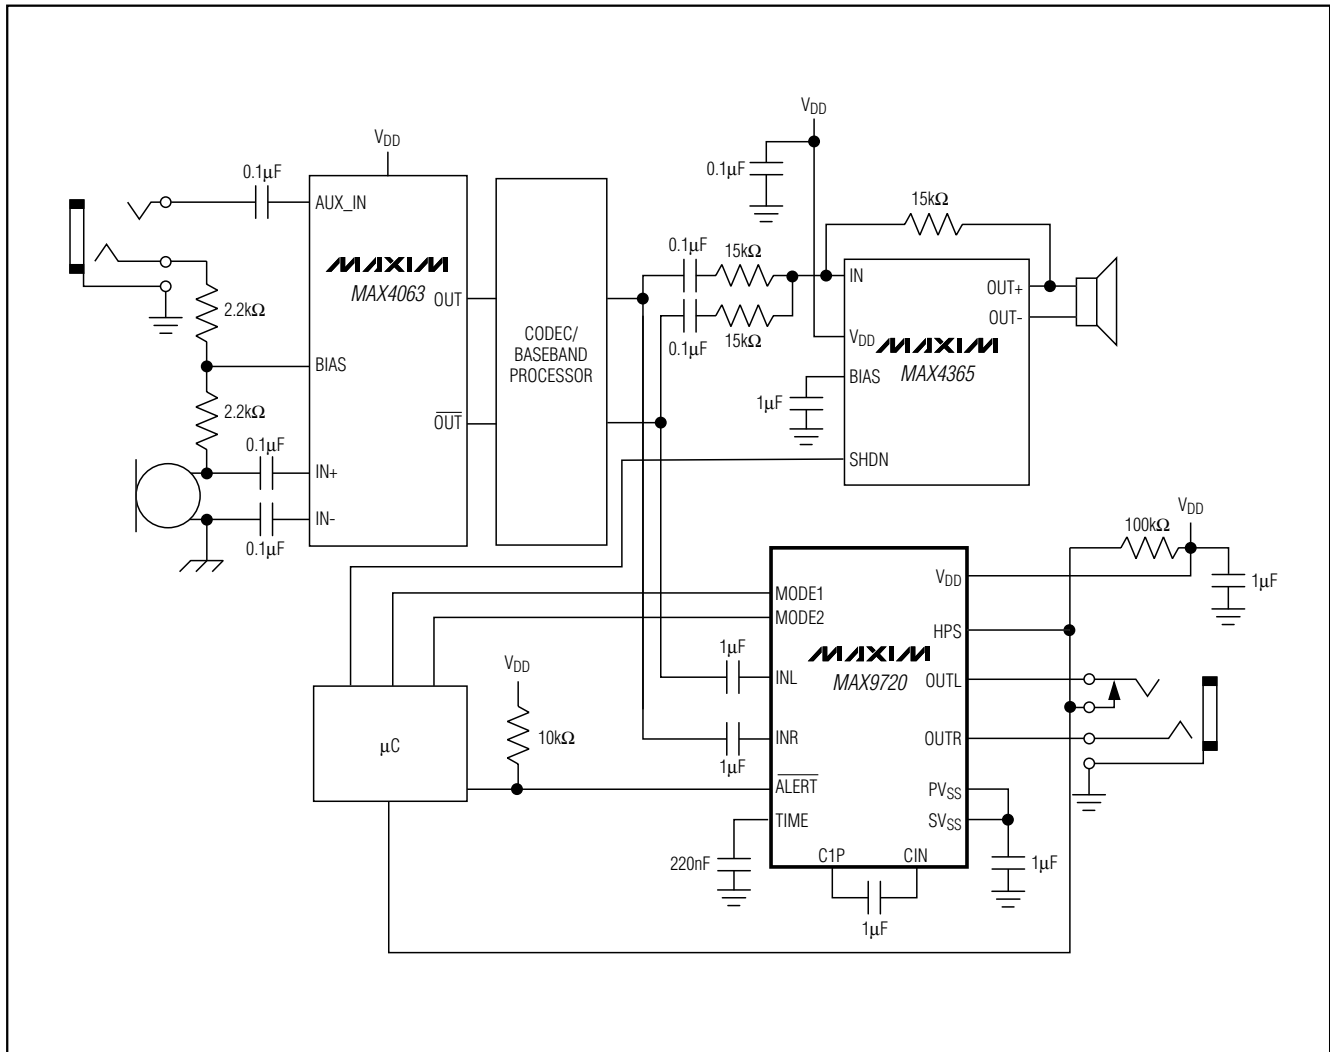 VDD
0.1µF
AUX_IN
MAXIM
MAX4063
OUT
2.2kΩ
BIAS
2.2kΩ
OUT
0.1µF
IN+
IN-
0.1µF
CODEC/
BASEBAND
PROCESSOR
VDD
0.1µF
15kΩ
0.1µF
15kΩ
0.1µF
15kΩ
IN
OUT+
OUT-
VDD
MAXIM
MAX4365
BIAS
1µF
SHDN
VDD
100kΩ
1µF
MODE1
MODE2
VDD
HPS
MAXIM
MAX9720
1µF
INL
OUTL
INR
1µF
OUTR
VDD
10kΩ
µC
ALERT
PVSS
TIME
SVSS
220nF
C1P
CIN
1µF
1µF